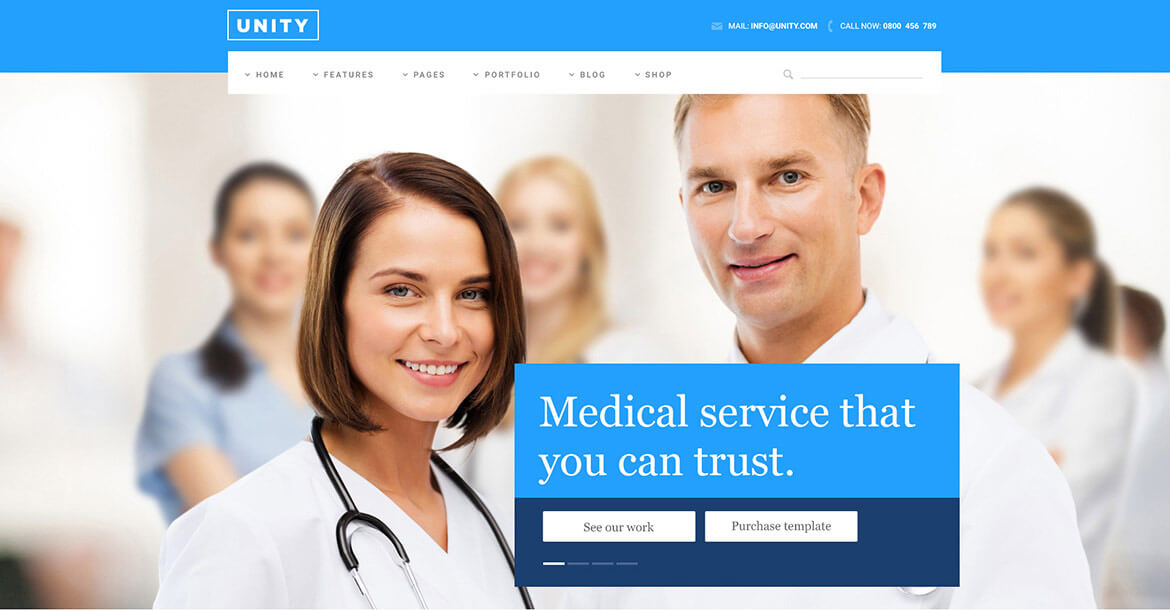 UNITY
MAIL: INFO@UNITY.COM CALL NOW: 0800 456 789
HOME FEATURES PAGES PORTFOLIO BLOG SHOP
Medical service that
you can trust.
See our work Purchase template